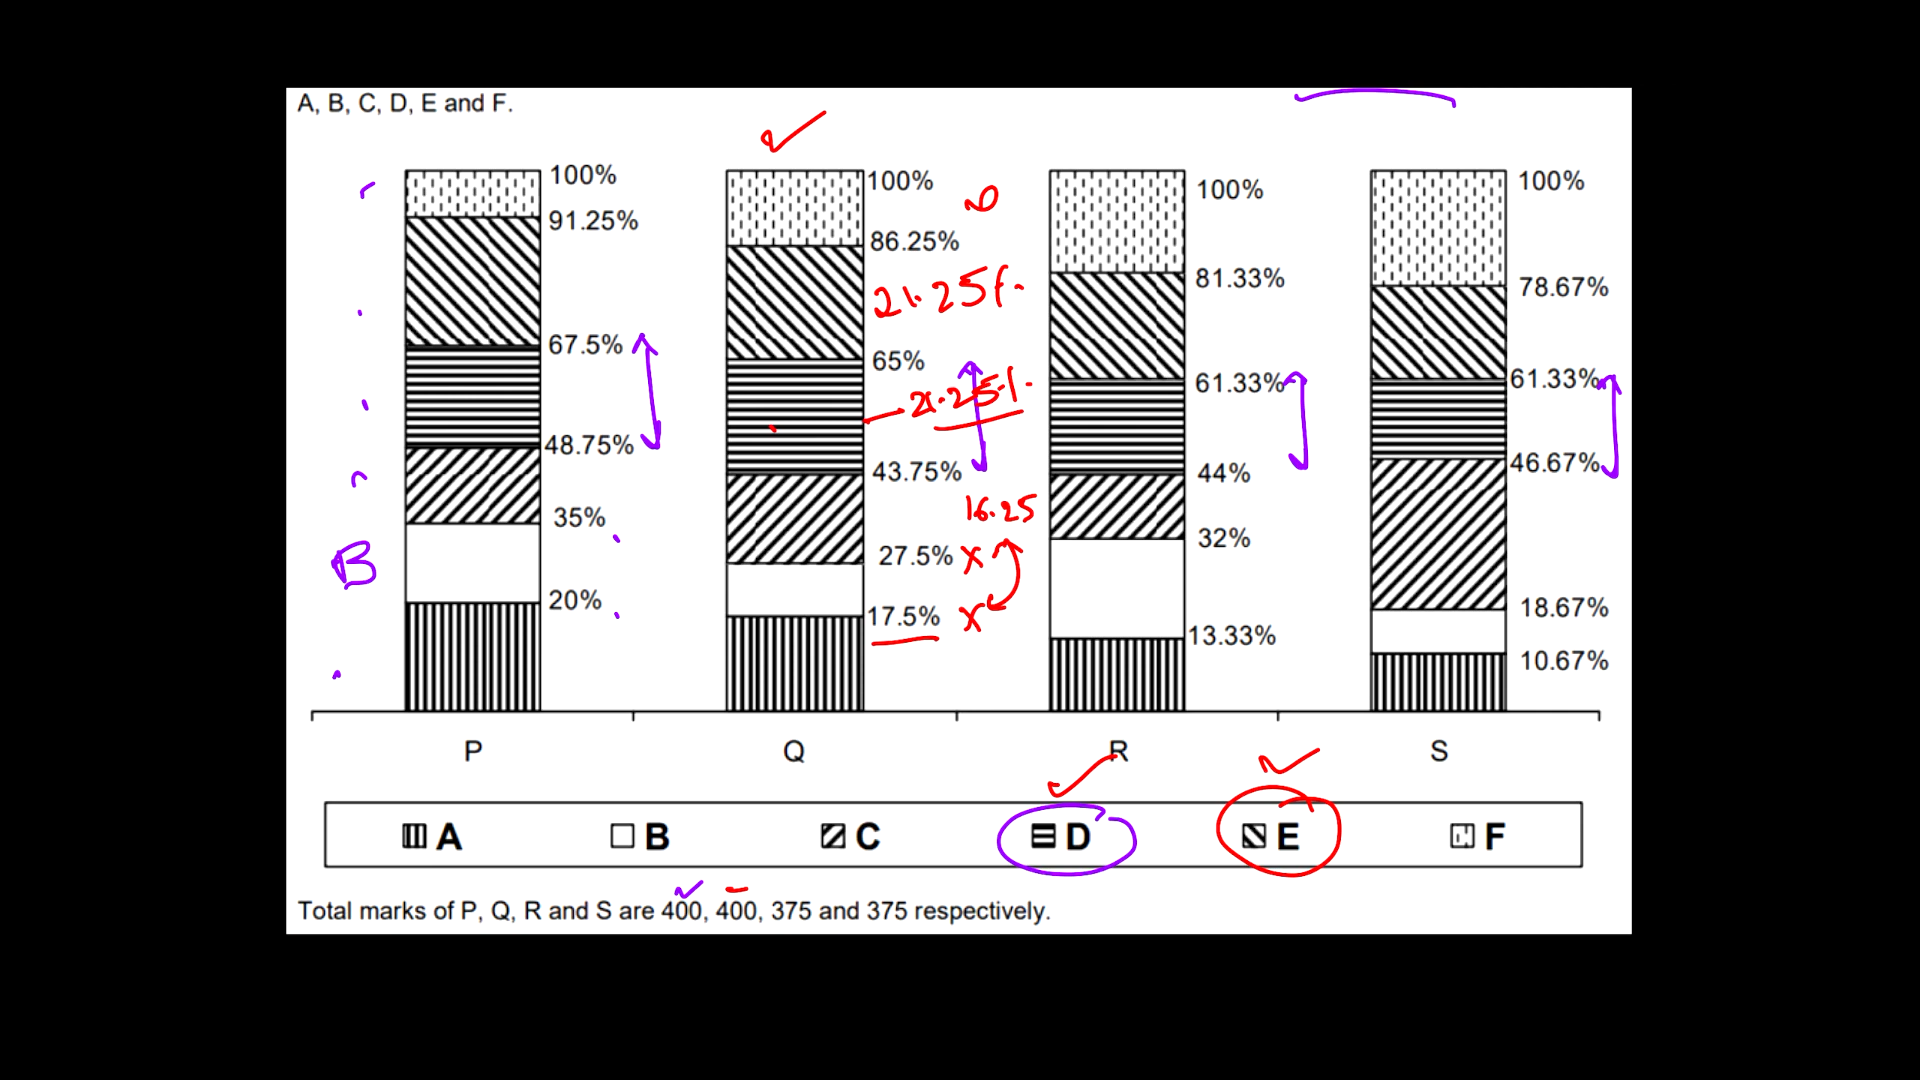 A, B, C, D, E and F.
100% 100% 100% 100%
91.25% 86.25% 81.33% 78.67%
21.25%
67.5% 65% 61.33% 61.33%
21.25%
48.75% 43.75% 44% 46.67%
16.25
35% 27.5% x 32% 18.67%
B
20% 17.5% x 13.33% 10.67%
P Q R S
A B C D E F
Total marks of P, Q, R and S are 400, 400, 375 and 375 respectively.